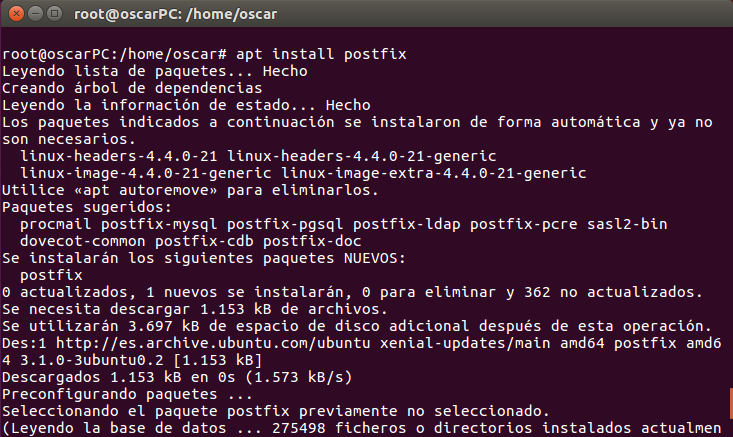 root@oscarPC: /home/oscar
root@oscarPC:/home/oscar# apt install postfix
Leyendo lista de paquetes... Hecho
Creando árbol de dependencias
Leyendo la información de estado... Hecho
Los paquetes indicados a continuación se instalaron de forma automática y ya no
son necesarios.
  linux-headers-4.4.0-21 linux-headers-4.4.0-21-generic
  linux-image-4.4.0-21-generic linux-image-extra-4.4.0-21-generic
Utilice «apt autoremove» para eliminarlos.
Paquetes sugeridos:
  procmail postfix-mysql postfix-pgsql postfix-ldap postfix-pcre sasl2-bin
  dovecot-common postfix-cdb postfix-doc
Se instalarán los siguientes paquetes NUEVOS:
  postfix
0 actualizados, 1 nuevos se instalarán, 0 para eliminar y 362 no actualizados.
Se necesita descargar 1.153 kB de archivos.
Se utilizarán 3.697 kB de espacio de disco adicional después de esta operación.
Des:1 http://es.archive.ubuntu.com/ubuntu xenial-updates/main amd64 postfix amd6
4 3.1.0-3ubuntu0.2 [1.153 kB]
Descargados 1.153 kB en 0s (1.573 kB/s)
Preconfigurando paquetes ...
Seleccionando el paquete postfix previamente no seleccionado.
(Leyendo la base de datos ... 275498 ficheros o directorios instalados actualmen